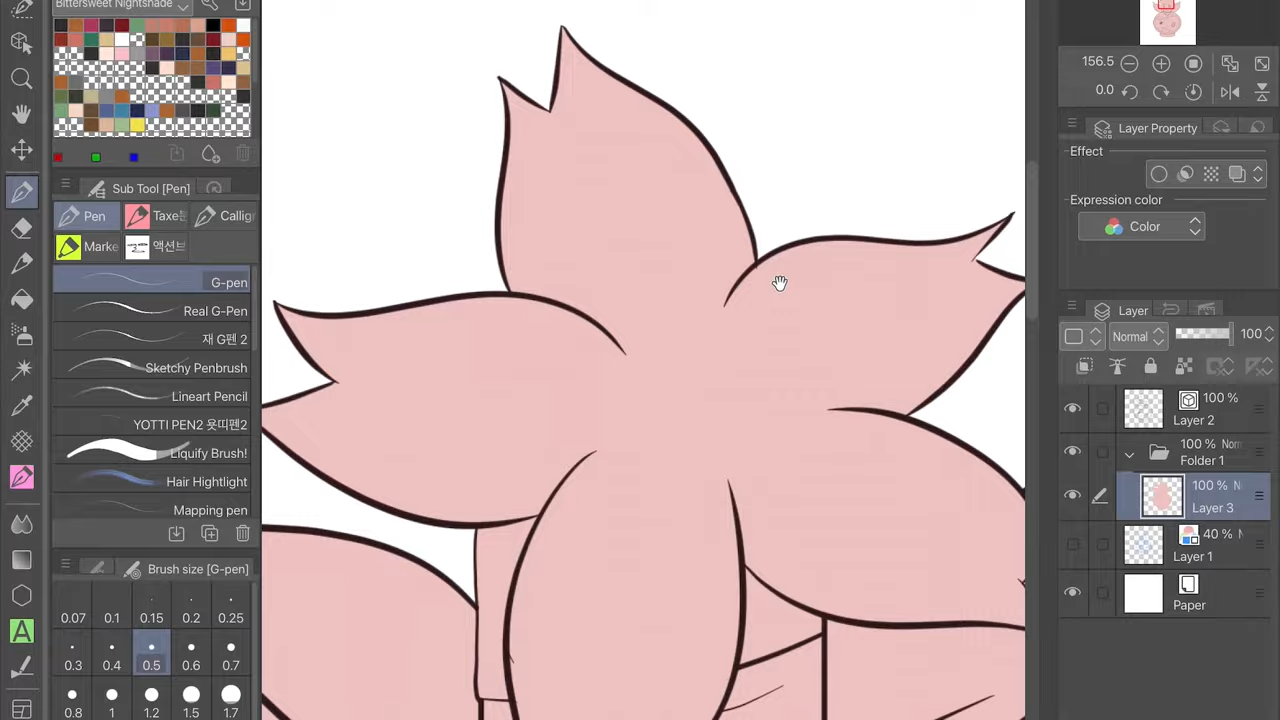 Bittersweet Nightshade
Sub Tool [Pen]
Pen
Taxe
Callig
Marke
액션브
G-pen
Real G-Pen
재 G펜 2
Sketchy Penbrush
Lineart Pencil
YOTTI PEN2 욧띠펜2
Liquify Brush!
Hair Hightlight
Mapping pen
Brush size [G-pen]
0.07 0.1 0.15 0.2 0.25
0.3 0.4 0.5 0.6 0.7
0.8 1 1.2 1.5 1.7
A
156.5
0.0
Layer Property
Effect
Expression color
Color
Layer
Normal
100
100 %
Layer 2
100 % Nor
Folder 1
100 % N
Layer 3
40 % N
Layer 1
Paper